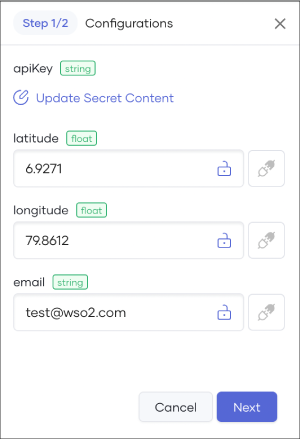 Step 1/2 Configurations
apiKey string
Update Secret Content
latitude float
6.9271
longitude float
79.8612
email string
test@wso2.com
Cancel Next